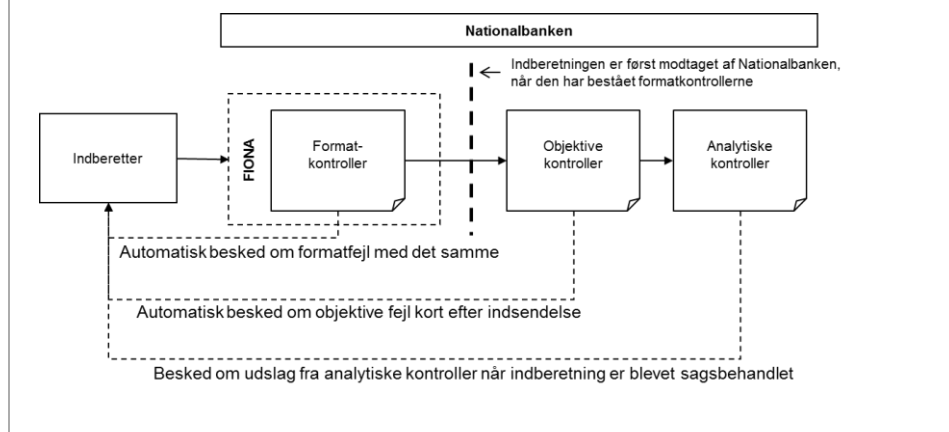 Nationalbanken
Indberetningen er først modtaget af Nationalbanken,
når den har bestået formatkontrollerne
Indberetter
FIONA
Format-
kontroller
Objektive
kontroller
Analytiske
kontroller
Automatisk besked om formatfejl med det samme
Automatisk besked om objektive fejl kort efter indsendelse
Besked om udslag fra analytiske kontroller når indberetning er blevet sagsbehandlet